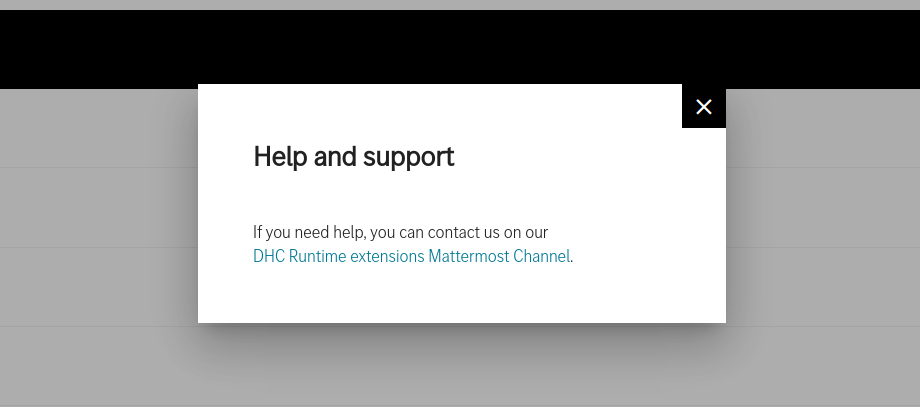 Help and support
If you need help, you can contact us on our
DHC Runtime extensions Mattermost Channel.